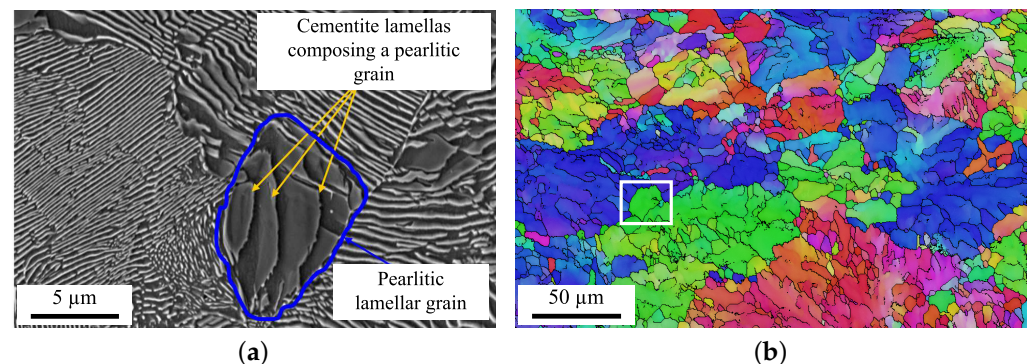 Cementite lamellas
composing a pearlitic
grain
Pearlitic
lamellar grain
5 µm
50 µm
(a)
(b)